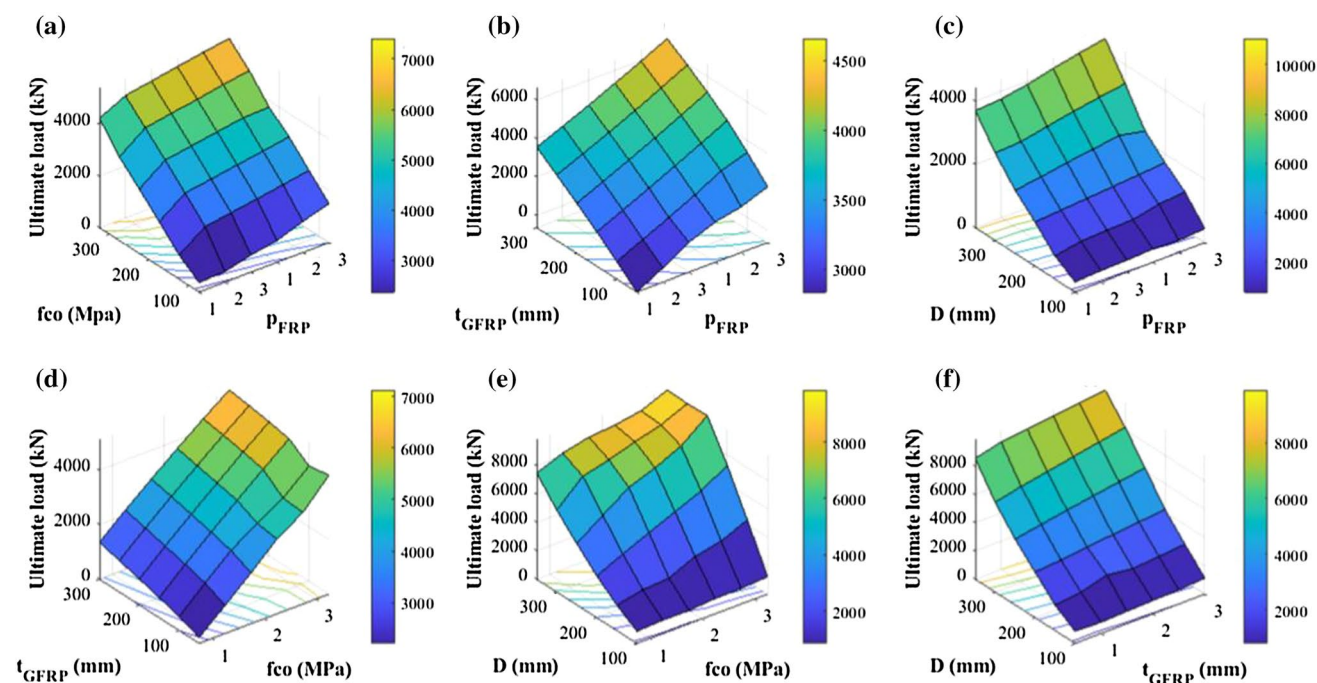 (a)
Ultimate load (kN)
4000
2000
0
300
200
100
fco (Mpa)
1 2 3 1 2 3
pFRP
7000
6000
5000
4000
3000
(b)
Ultimate load (kN)
6000
4000
2000
0
300
200
100
tGFRP (mm)
1 2 3 1 2 3
pFRP
4500
4000
3500
3000
(c)
Ultimate load (kN)
4000
2000
0
300
200
100
D (mm)
1 2 3 1 2 3
pFRP
10000
8000
6000
4000
2000
(d)
Ultimate load (kN)
4000
2000
0
300
200
100
tGFRP (mm)
1 2 3
fco (MPa)
7000
6000
5000
4000
3000
(e)
Ultimate load (kN)
8000
6000
4000
2000
0
300
200
100
D (mm)
1 2 3
fco (MPa)
8000
6000
4000
2000
(f)
Ultimate load (kN)
8000
6000
4000
2000
0
300
200
100
D (mm)
1 2 3
tGFRP (mm)
8000
6000
4000
2000